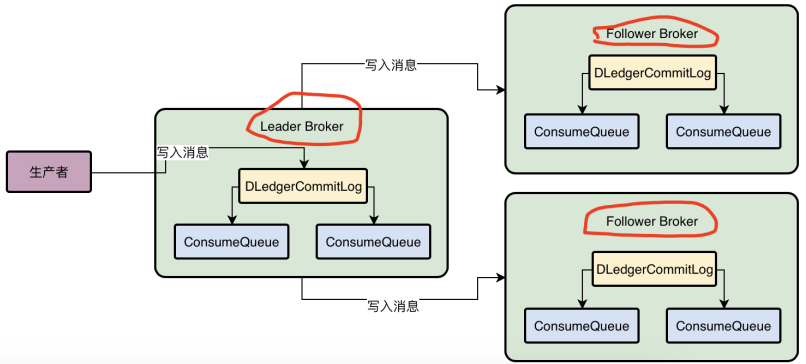 生产者
写入消息
Leader Broker
DLedgerCommitLog
ConsumeQueue
ConsumeQueue
写入消息
Follower Broker
DLedgerCommitLog
ConsumeQueue
ConsumeQueue
写入消息
Follower Broker
DLedgerCommitLog
ConsumeQueue
ConsumeQueue